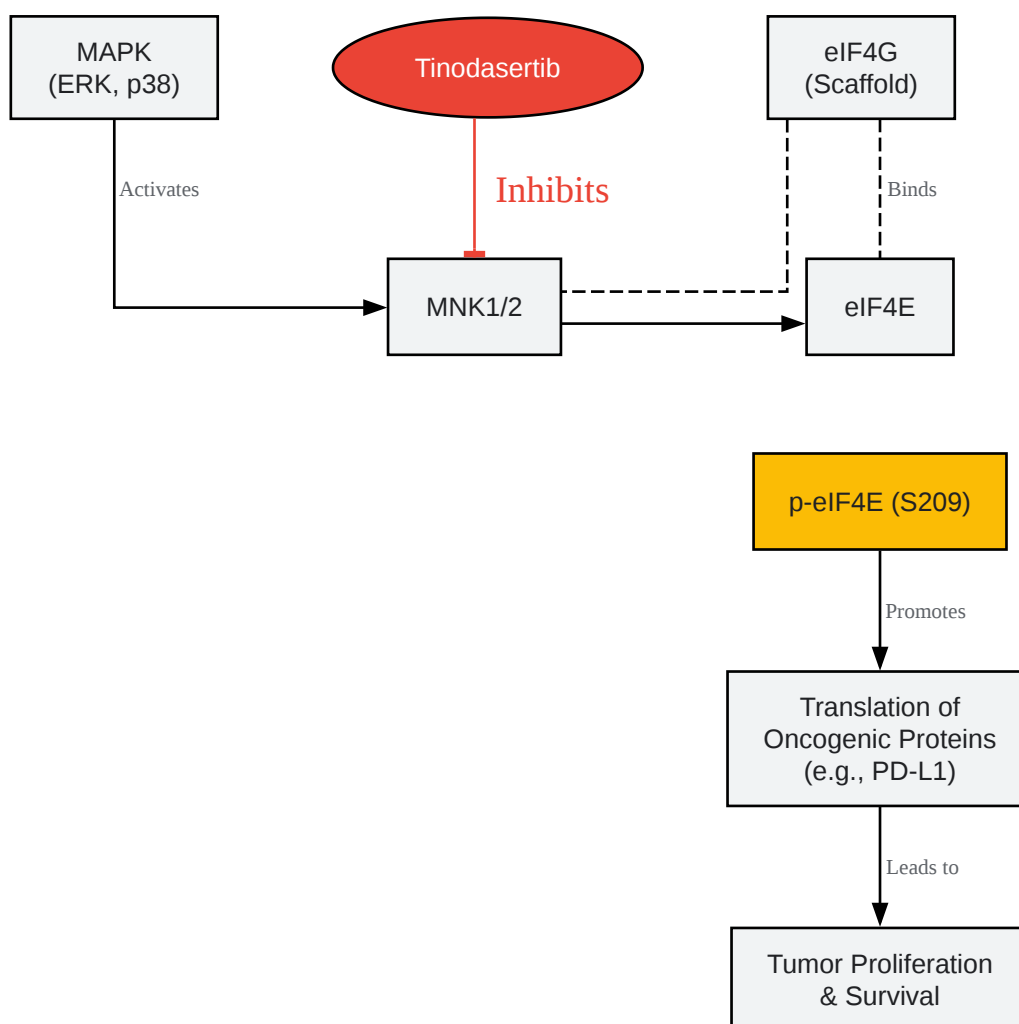 MAPK
(ERK, p38)
Tinodasertib
eIF4G
(Scaffold)
Activates
Inhibits
Binds
MNK1/2
eIF4E
p-eIF4E (S209)
Promotes
Translation of
Oncogenic Proteins
(e.g., PD-L1)
Leads to
Tumor Proliferation
& Survival